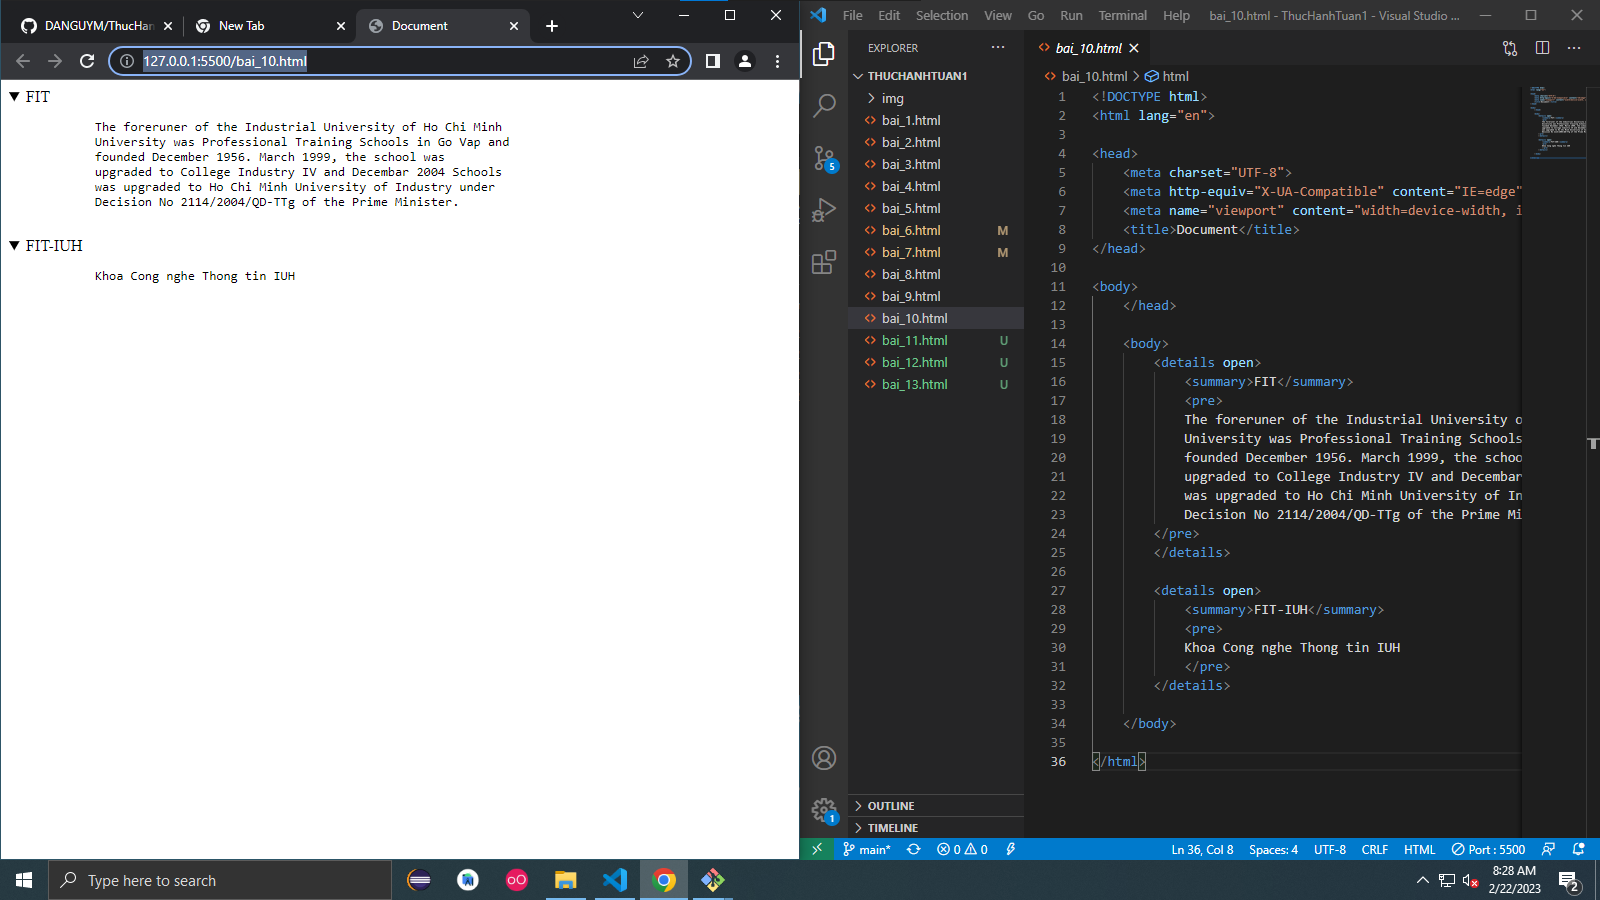 DANGUYM/ThucHan
New Tab
Document
127.0.0.1:5500/bai_10.html
FIT
The foreruner of the Industrial University of Ho Chi Minh
University was Professional Training Schools in Go Vap and
founded December 1956. March 1999, the school was
upgraded to College Industry IV and Decembar 2004 Schools
was upgraded to Ho Chi Minh University of Industry under
Decision No 2114/2004/QD-TTg of the Prime Minister.
FIT-IUH
Khoa Cong nghe Thong tin IUH
File Edit Selection View Go Run Terminal Help bai_10.html - ThucHanhTuan1 - Visual Studio ...
EXPLORER
THUCHANHTUAN1
img
bai_1.html
bai_2.html
bai_3.html
bai_4.html
bai_5.html
bai_6.html M
bai_7.html M
bai_8.html
bai_9.html
bai_10.html
bai_11.html U
bai_12.html U
bai_13.html U
OUTLINE
TIMELINE
5
1
bai_10.html
bai_10.html > html
1 <!DOCTYPE html>
2 <html lang="en">
3
4 <head>
5 <meta charset="UTF-8">
6 <meta http-equiv="X-UA-Compatible" content="IE=edge"
7 <meta name="viewport" content="width=device-width, i
8 <title>Document</title>
9 </head>
10
11 <body>
12 </head>
13
14 <body>
15 <details open>
16 <summary>FIT</summary>
17 <pre>
18 The foreruner of the Industrial University o
19 University was Professional Training Schools
20 founded December 1956. March 1999, the schoo
21 upgraded to College Industry IV and Decembar
22 was upgraded to Ho Chi Minh University of In
23 Decision No 2114/2004/QD-TTg of the Prime Mi
24 </pre>
25 </details>
26
27 <details open>
28 <summary>FIT-IUH</summary>
29 <pre>
30 Khoa Cong nghe Thong tin IUH
31 </pre>
32 </details>
33
34 </body>
35
36 </html>
main* 0 0 Ln 36, Col 8 Spaces: 4 UTF-8 CRLF HTML Port : 5500
Type here to search
8:28 AM
2/22/2023
2